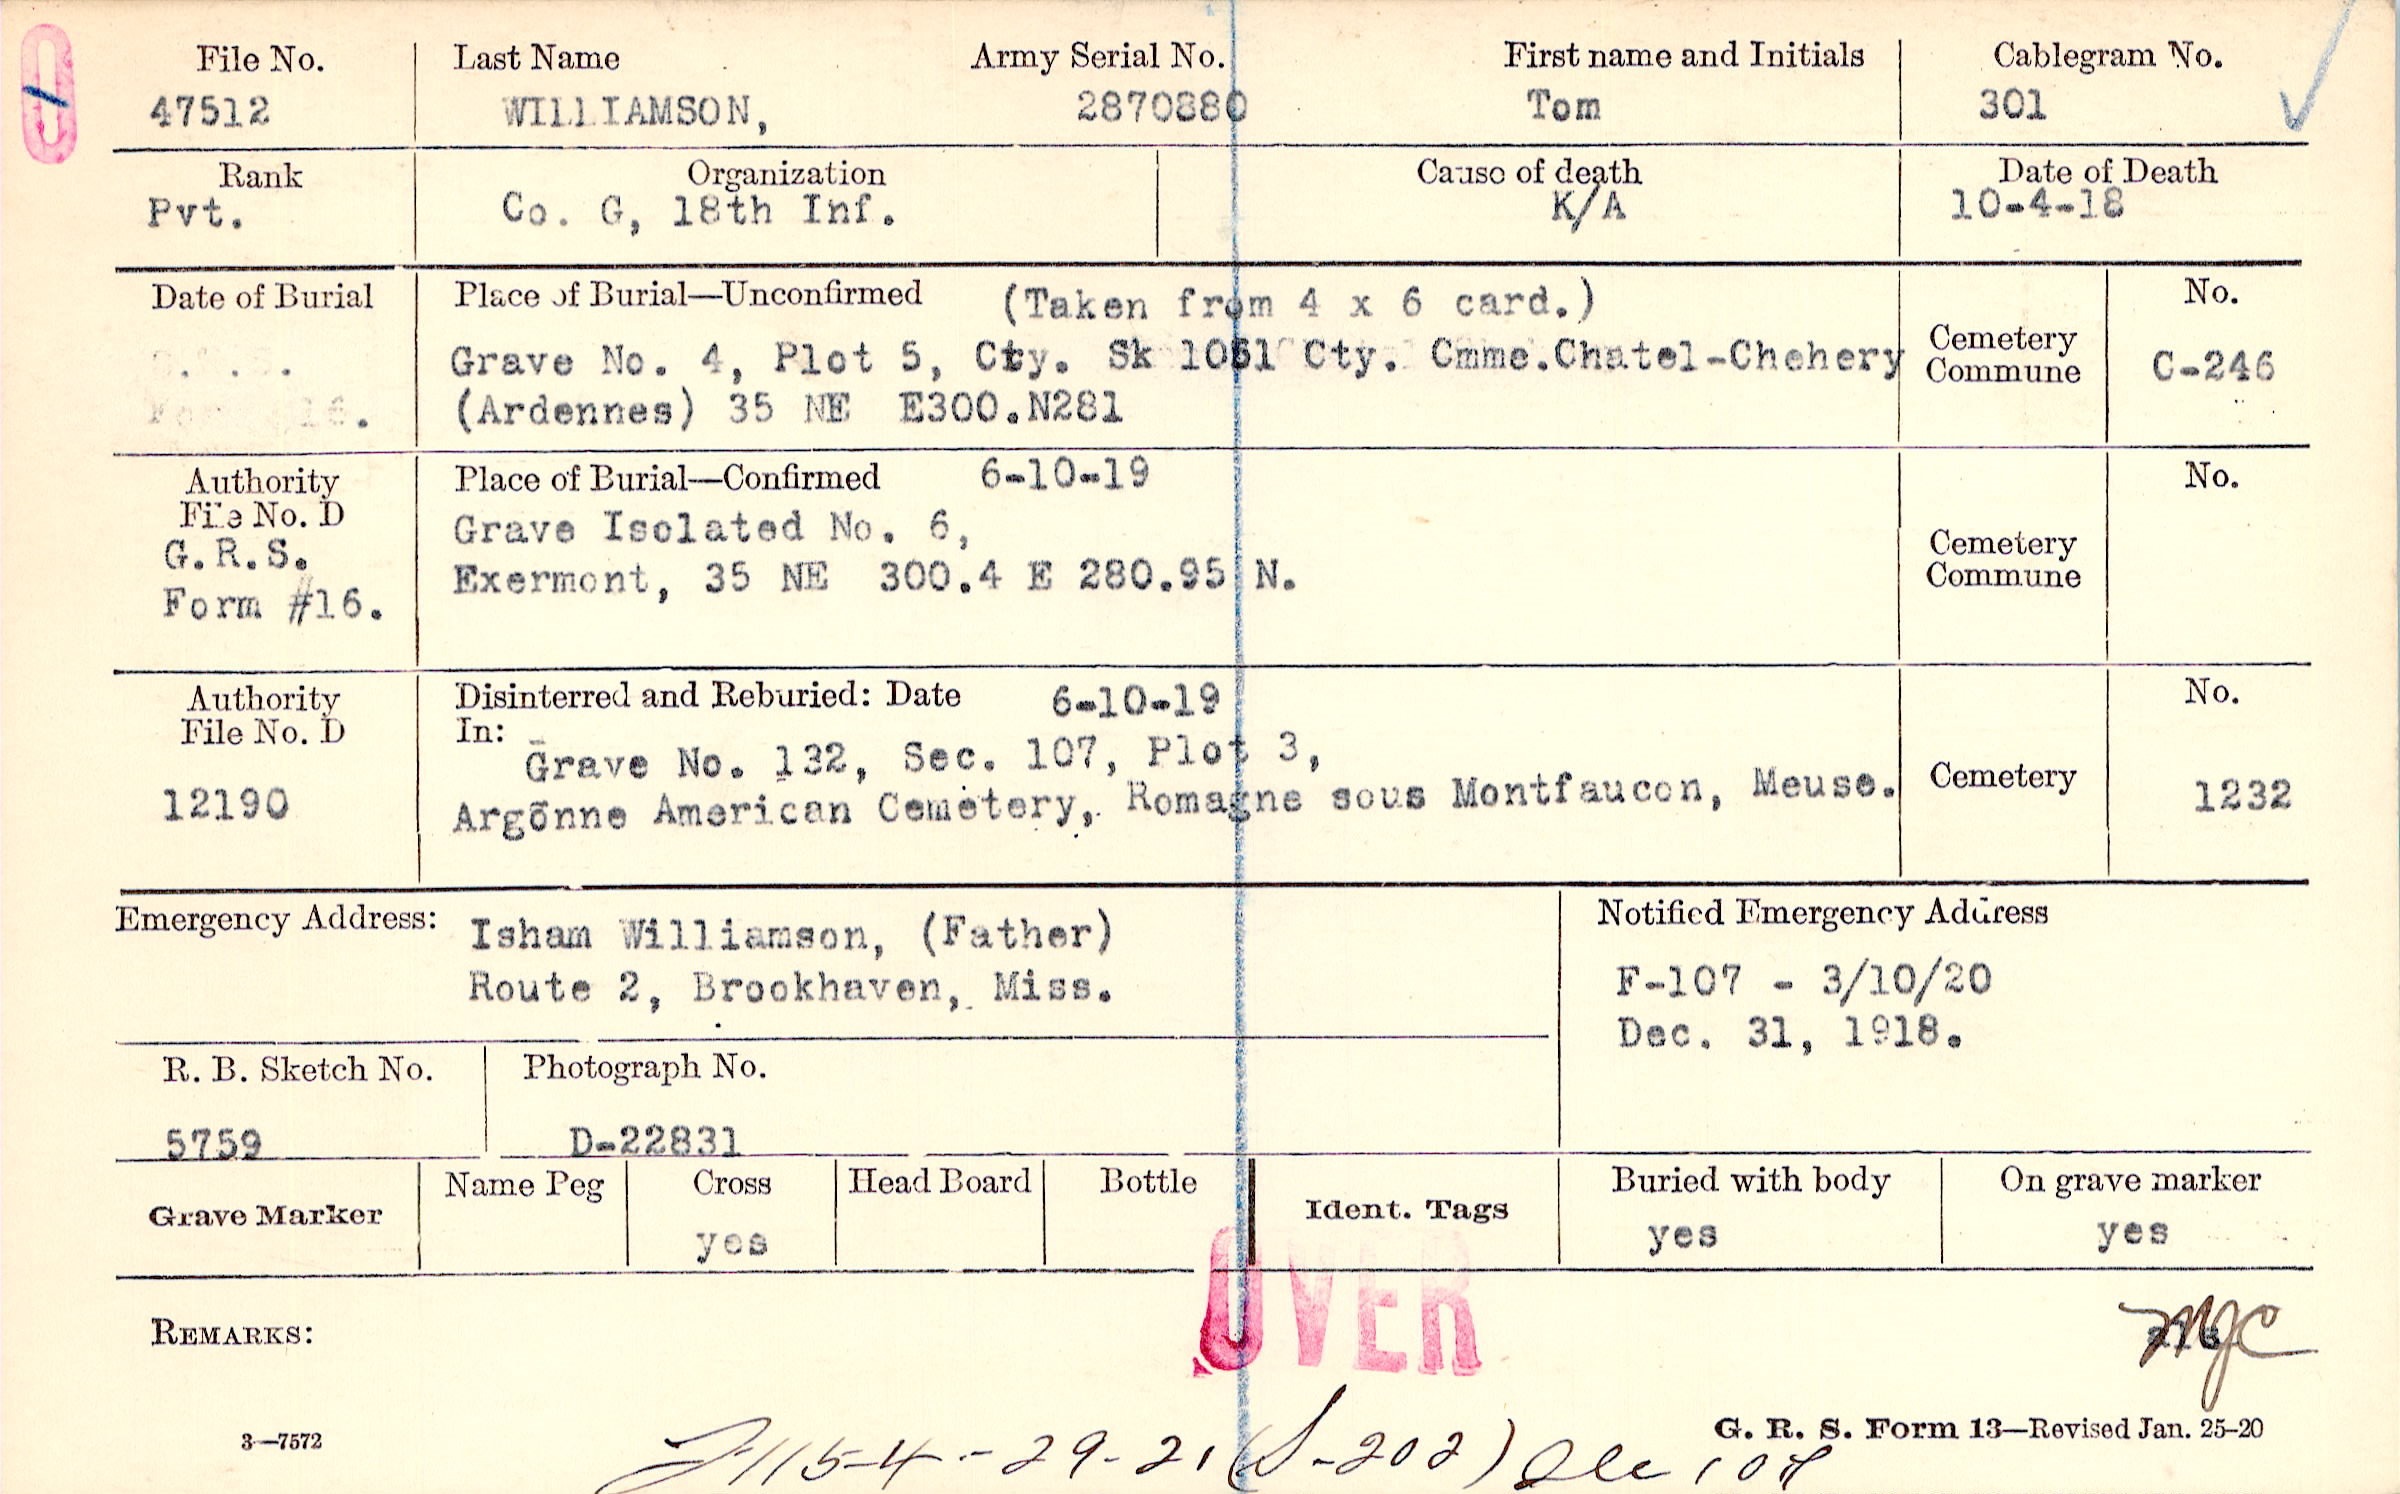 File No. Last Name Army Serial No. First name and Initials Cablegram No.
47512 WILLIAMSON, 2870880 Tom 301
Rank Organization Cause of death Date of Death
Pvt. Co. G, 18th Inf. K/A 10-4-18
Date of Burial Place of Burial—Unconfirmed (Taken from 4 x 6 card.) No.
Grave No. 4, Plot 5, Cty. Sk 1051 Cty. Cmme.Chatel-Chehery Cemetery Commune C-246
(Ardennes) 35 NE E300.N281
Authority Place of Burial—Confirmed 6-10-19 No.
File No. D Grave Isolated No. 6,
G.R.S. Exermont, 35 NE 300.4 E 280.95 N. Cemetery Commune
Form #16.
Authority Disinterred and Reburied: Date 6-10-19 No.
File No. D In: Grave No. 132, Sec. 107, Plot 3,
12190 Argonne American Cemetery, Romagne sous Montfaucon, Meuse. Cemetery 1232
Emergency Address: Isham Williamson, (Father) Notified Emergency Address
Route 2, Brookhaven, Miss. F-107 - 3/10/20
Dec. 31, 1918.
R. B. Sketch No. Photograph No.
5759 D-22831
Grave Marker Name Peg Cross Head Board Bottle Ident. Tags Buried with body On grave marker
yes yes yes
OVER
REMARKS:
MJC
3—7572 G. R. S. Form 13—Revised Jan. 25-20
115-4-29-21 (S-202)